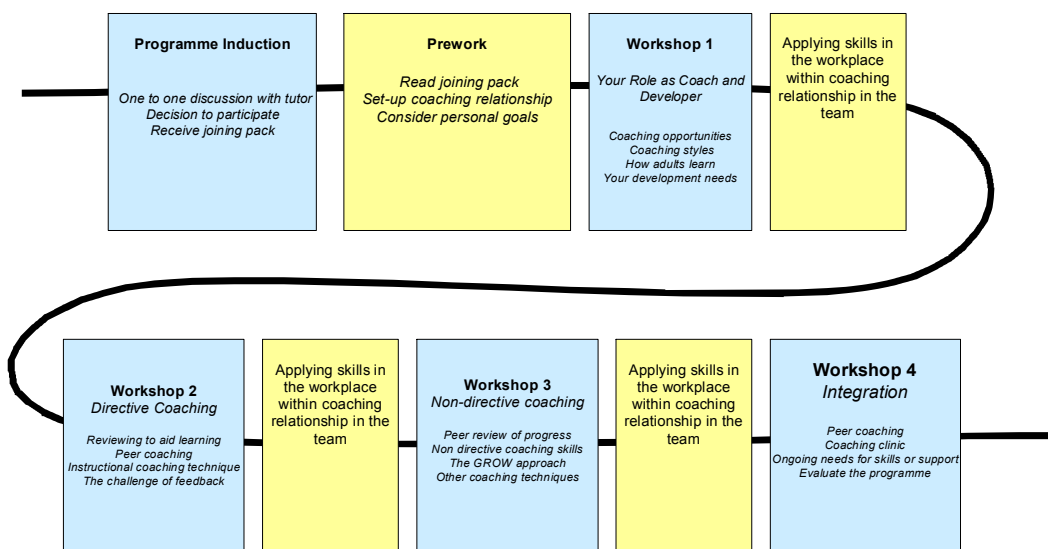 Programme Induction
One to one discussion with tutor
Decision to participate
Receive joining pack
Prework
Read joining pack
Set-up coaching relationship
Consider personal goals
Workshop 1
Your Role as Coach and
Developer
Coaching opportunities
Coaching styles
How adults learn
Your development needs
Applying skills in
the workplace
within coaching
relationship in the
team
Workshop 2
Directive Coaching
Reviewing to aid learning
Peer coaching
Instructional coaching technique
The challenge of feedback
Applying skills in
the workplace
within coaching
relationship in the
team
Workshop 3
Non-directive coaching
Peer review of progress
Non directive coaching skills
The GROW approach
Other coaching techniques
Applying skills in
the workplace
within coaching
relationship in the
team
Workshop 4
Integration
Peer coaching
Coaching clinic
Ongoing needs for skills or support
Evaluate the programme